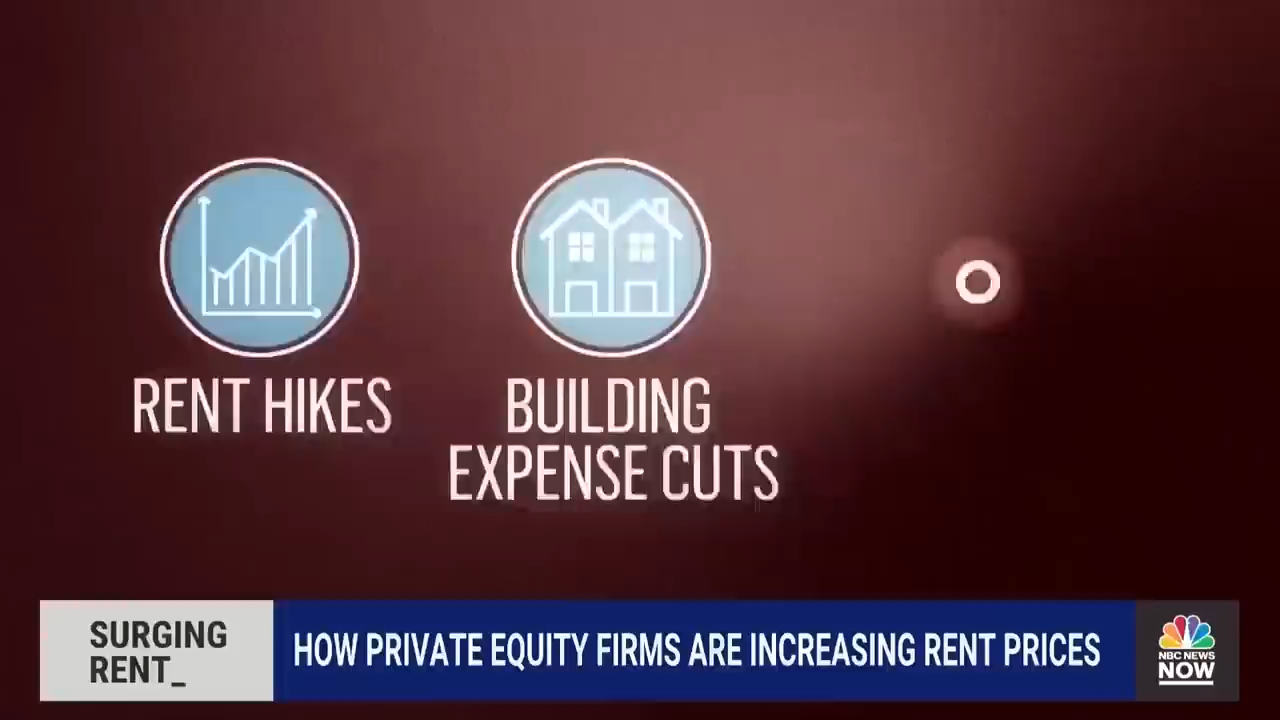 RENT HIKES
BUILDING
EXPENSE CUTS
SURGING
RENT_
HOW PRIVATE EQUITY FIRMS ARE INCREASING RENT PRICES
NBC NEWS
NOW